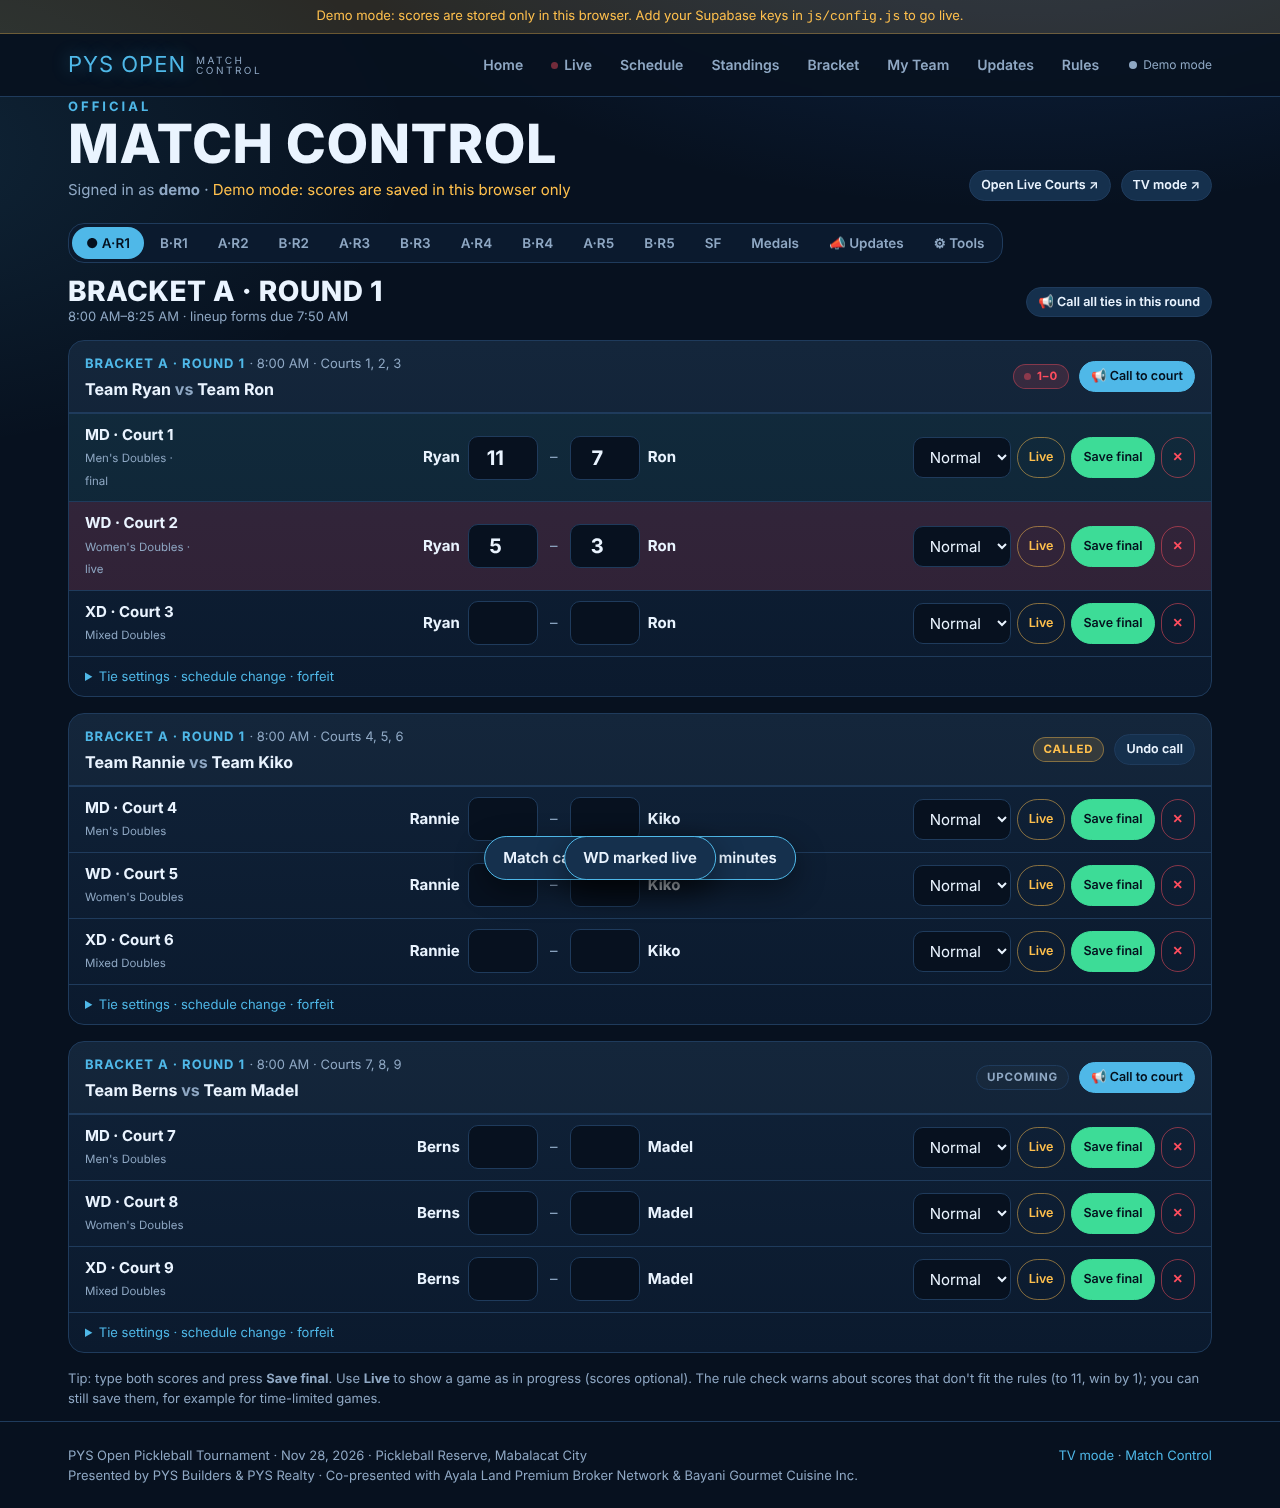 Demo mode: scores are stored only in this browser. Add your Supabase keys in js/config.js to go live.
PYS OPEN MATCH CONTROL
Home Live Schedule Standings Bracket My Team Updates Rules Demo mode
OFFICIAL
MATCH CONTROL
Signed in as demo · Demo mode: scores are saved in this browser only
Open Live Courts ↗ TV mode ↗
A·R1 B·R1 A·R2 B·R2 A·R3 B·R3 A·R4 B·R4 A·R5 B·R5 SF Medals 📣 Updates ⚙ Tools
BRACKET A · ROUND 1
8:00 AM–8:25 AM · lineup forms due 7:50 AM
📢 Call all ties in this round
BRACKET A · ROUND 1 · 8:00 AM · Courts 1, 2, 3
Team Ryan vs Team Ron
1–0 📢 Call to court
MD · Court 1
Men's Doubles ·
final
Ryan 11 – 7 Ron Normal Live Save final ✕
WD · Court 2
Women's Doubles ·
live
Ryan 5 – 3 Ron Normal Live Save final ✕
XD · Court 3
Mixed Doubles
Ryan – Ron Normal Live Save final ✕
▶ Tie settings · schedule change · forfeit
BRACKET A · ROUND 1 · 8:00 AM · Courts 4, 5, 6
Team Rannie vs Team Kiko
CALLED Undo call
MD · Court 4
Men's Doubles
Rannie – Kiko Normal Live Save final ✕
Match WD marked live minutes
WD · Court 5
Women's Doubles
Rannie – Kiko Normal Live Save final ✕
XD · Court 6
Mixed Doubles
Rannie – Kiko Normal Live Save final ✕
▶ Tie settings · schedule change · forfeit
BRACKET A · ROUND 1 · 8:00 AM · Courts 7, 8, 9
Team Berns vs Team Madel
UPCOMING 📢 Call to court
MD · Court 7
Men's Doubles
Berns – Madel Normal Live Save final ✕
WD · Court 8
Women's Doubles
Berns – Madel Normal Live Save final ✕
XD · Court 9
Mixed Doubles
Berns – Madel Normal Live Save final ✕
▶ Tie settings · schedule change · forfeit
Tip: type both scores and press Save final. Use Live to show a game as in progress (scores optional). The rule check warns about scores that don't fit the rules (to 11, win by 1); you can
still save them, for example for time-limited games.
PYS Open Pickleball Tournament · Nov 28, 2026 · Pickleball Reserve, Mabalacat City
TV mode · Match Control
Presented by PYS Builders & PYS Realty · Co-presented with Ayala Land Premium Broker Network & Bayani Gourmet Cuisine Inc.